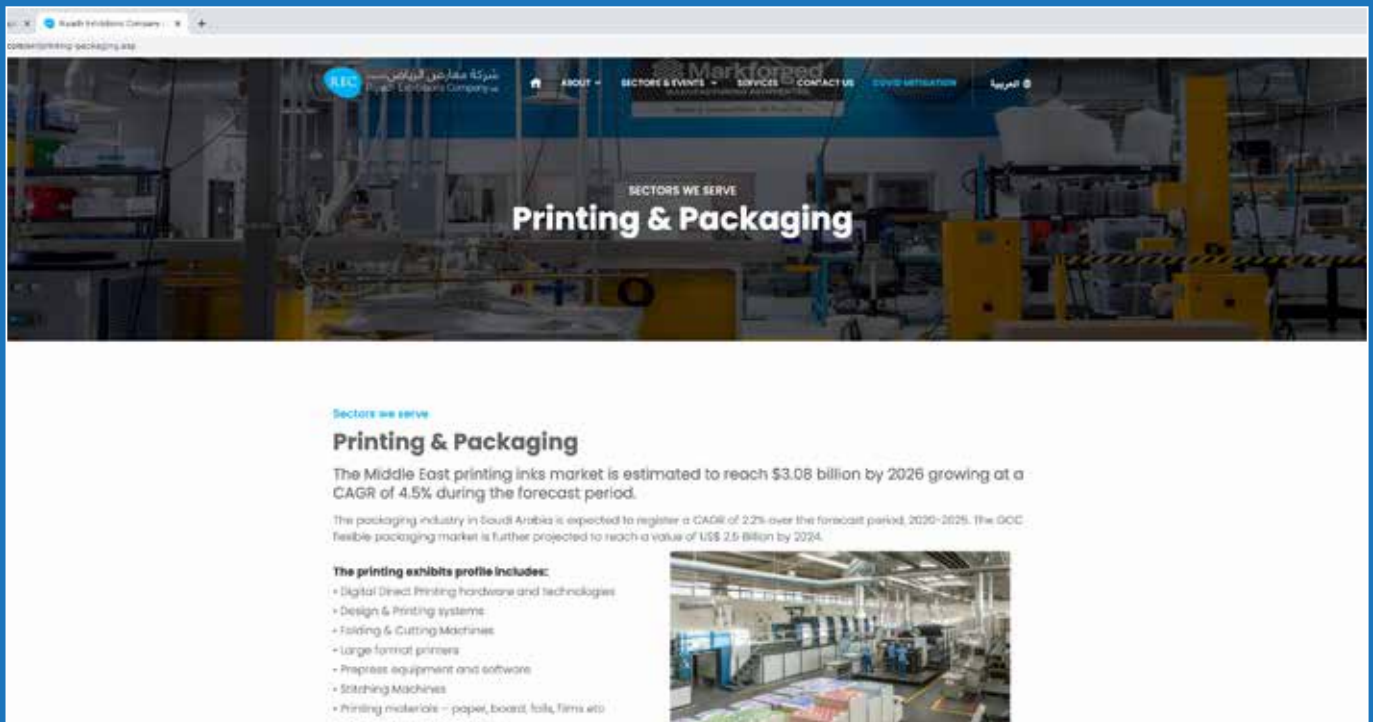 Riyadh Exhibitions Company
printing-packaging.asp
REC
شركة معارض الرياض
Riyadh Exhibitions Company
ABOUT
SECTORS & EVENTS
SERVICES
CONTACT US
COVID MITIGATION
العربية
Markforged
SECTORS WE SERVE
Printing & Packaging
Sectors we serve
Printing & Packaging
The Middle East printing inks market is estimated to reach $3.08 billion by 2026 growing at a
CAGR of 4.5% during the forecast period.
The packaging industry in Saudi Arabia is expected to register a CAGR of 2.2% over the forecast period, 2020-2025. The GCC
flexible packaging market is further projected to reach a value of US$ 2.5 Billion by 2024.
The printing exhibits profile includes:
• Digital Direct Printing hardware and technologies
• Design & Printing systems
• Folding & Cutting Machines
• Large format printers
• Prepress equipment and software
• Stitching Machines
• Printing materials – paper, board, foils, films etc